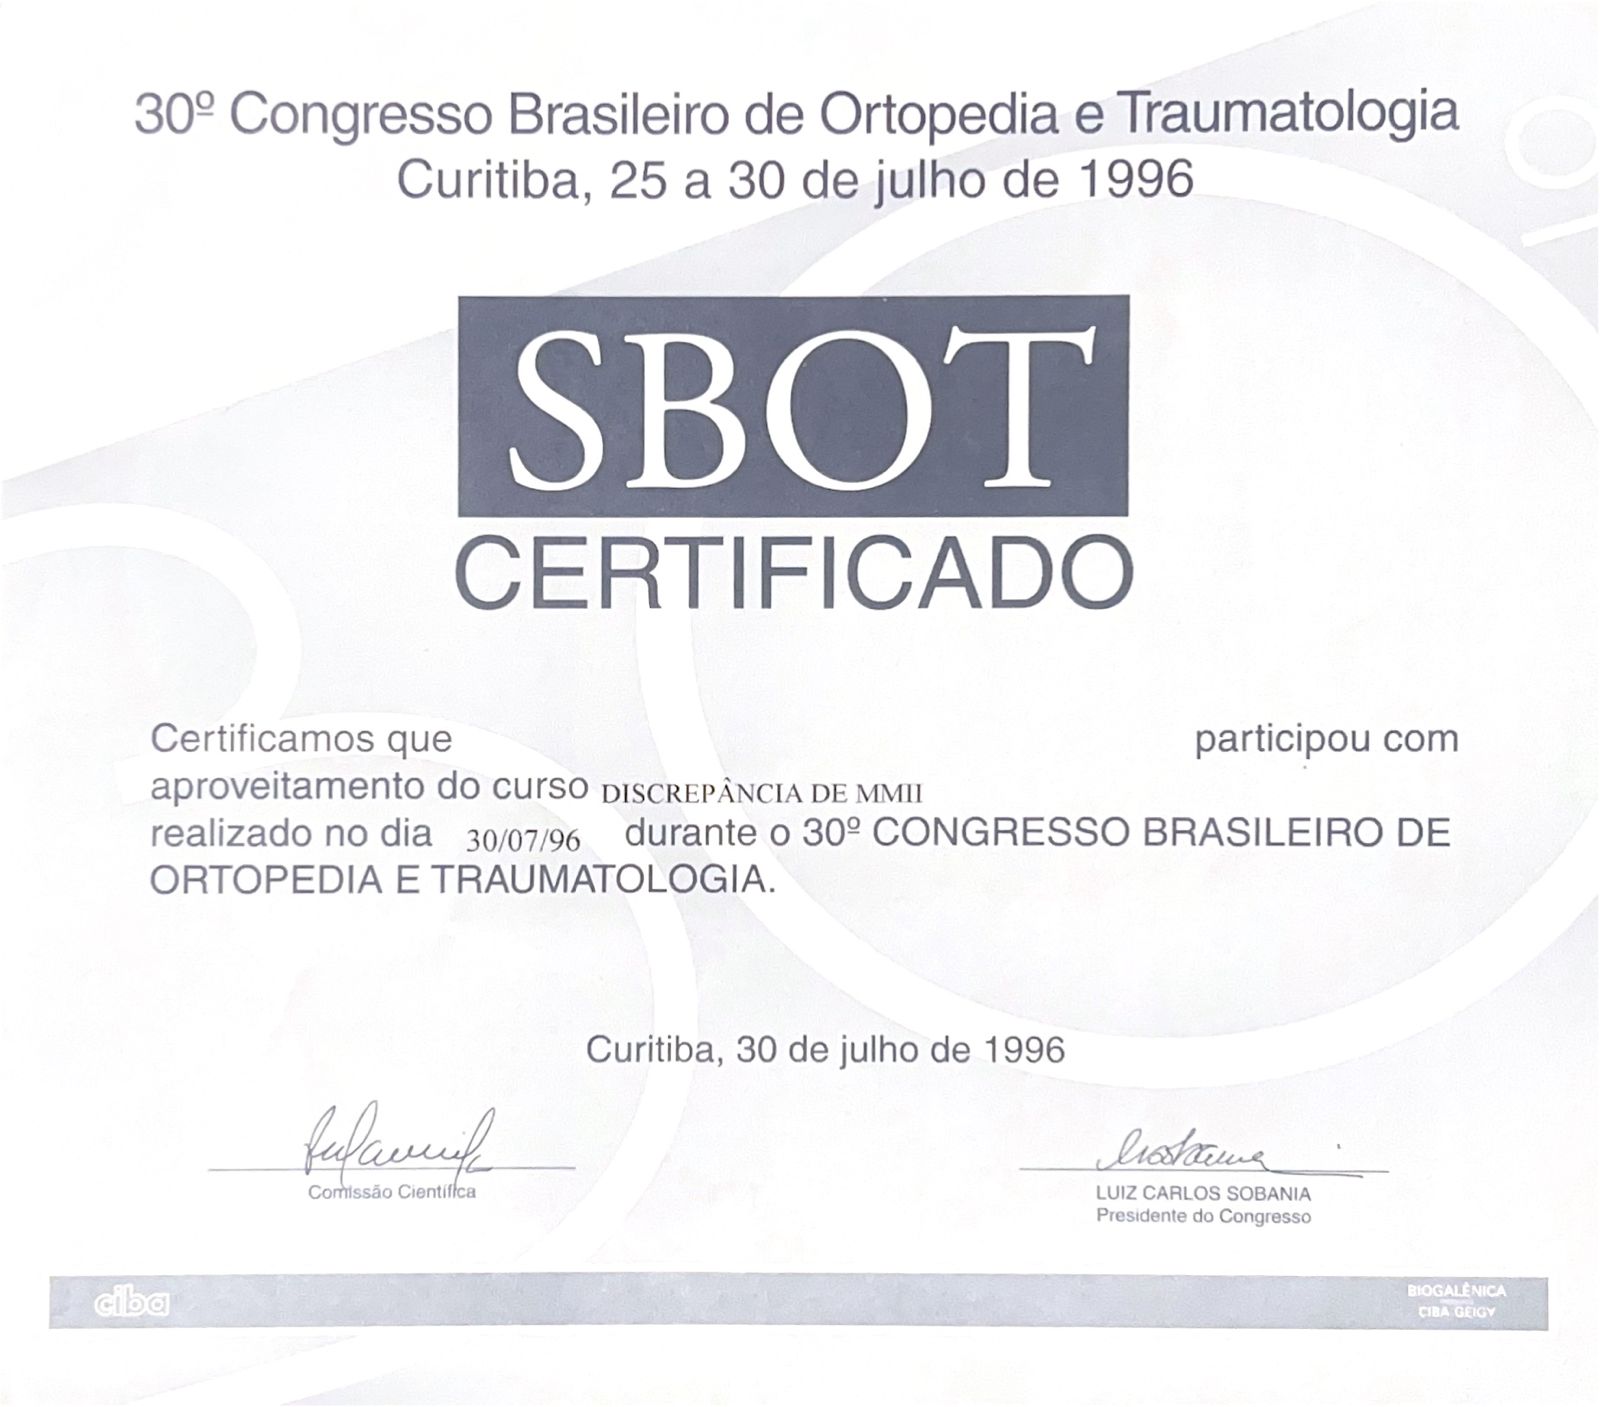 30º Congresso Brasileiro de Ortopedia e Traumatologia
Curitiba, 25 a 30 de julho de 1996
SBOT
CERTIFICADO
Certificamos que participou com
aproveitamento do curso DISCREPÂNCIA DE MMII
realizado no dia 30/07/96 durante o 30º CONGRESSO BRASILEIRO DE
ORTOPEDIA E TRAUMATOLOGIA.
Curitiba, 30 de julho de 1996
Comissão Científica
LUIZ CARLOS SOBANIA
Presidente do Congresso
ciba
BIOGALÊNICA
CIBA GEIGY